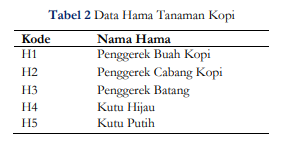 Tabel 2 Data Hama Tanaman Kopi
Kode Nama Hama
H1 Penggerek Buah Kopi
H2 Penggerek Cabang Kopi
H3 Penggerek Batang
H4 Kutu Hijau
H5 Kutu Putih